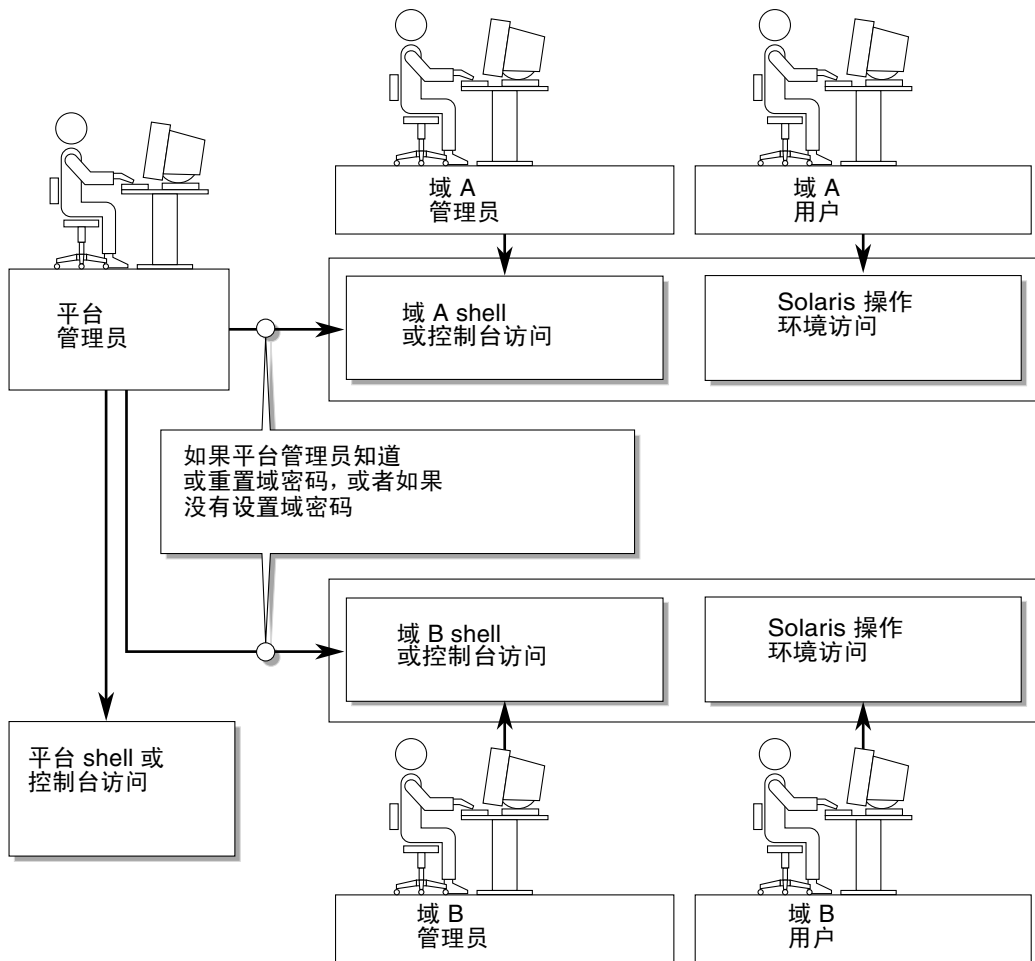 域 A
管理员
域 A
用户
平台
管理员
域 A shell
或控制台访问
Solaris 操作
环境访问
如果平台管理员知道
或重置域密码，或者如果
没有设置域密码
域 B shell
或控制台访问
Solaris 操作
环境访问
平台 shell 或
控制台访问
域 B
管理员
域 B
用户